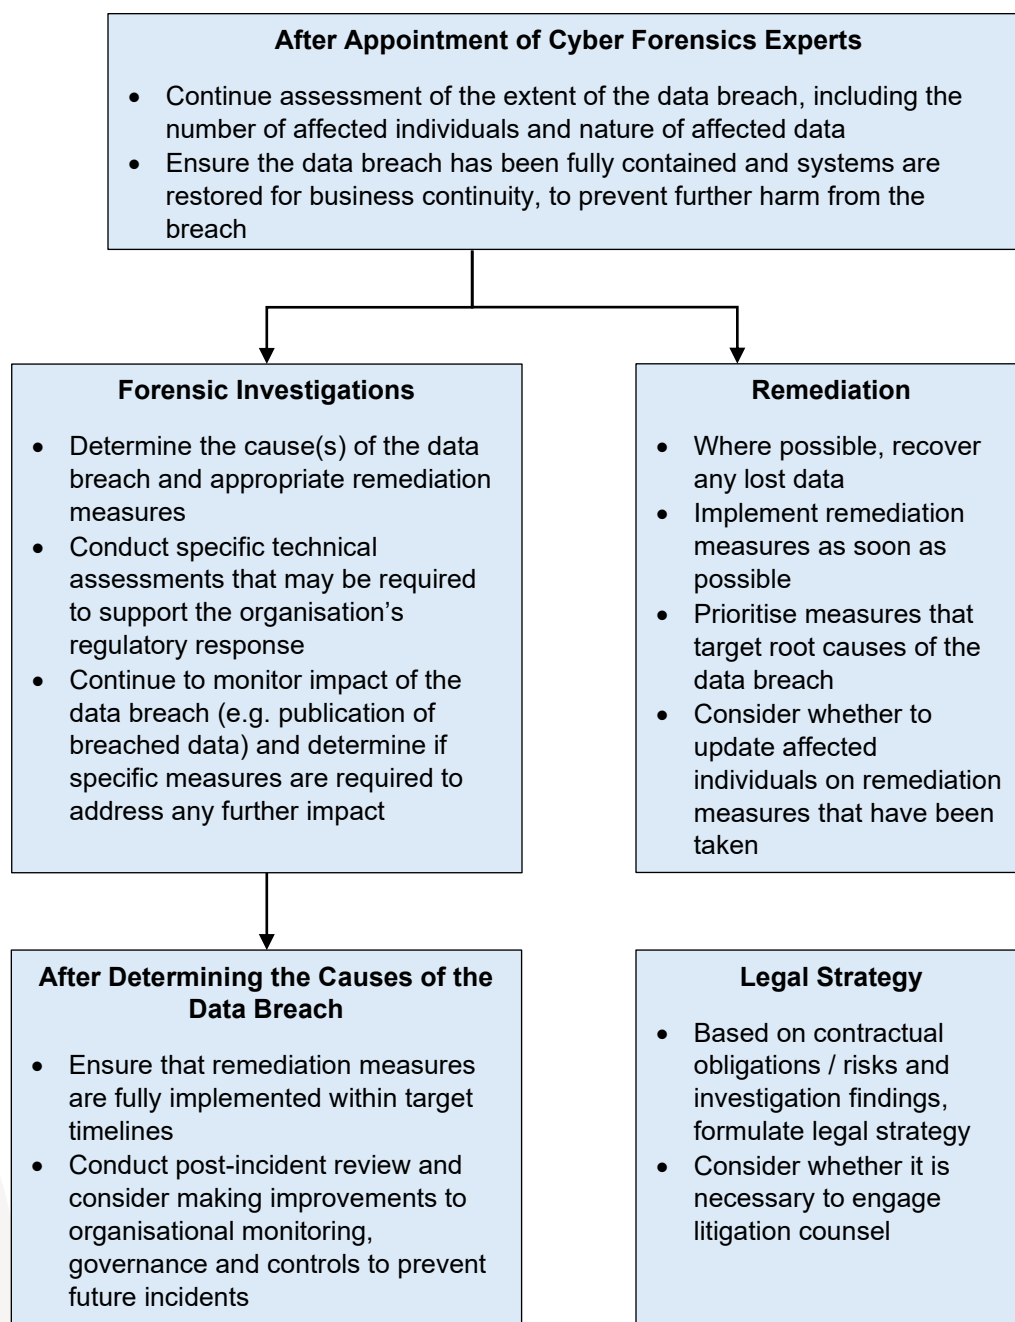 After Appointment of Cyber Forensics Experts
• Continue assessment of the extent of the data breach, including the
number of affected individuals and nature of affected data
• Ensure the data breach has been fully contained and systems are
restored for business continuity, to prevent further harm from the
breach
Forensic Investigations
• Determine the cause(s) of the data
breach and appropriate remediation
measures
• Conduct specific technical
assessments that may be required
to support the organisation’s
regulatory response
• Continue to monitor impact of the
data breach (e.g. publication of
breached data) and determine if
specific measures are required to
address any further impact
Remediation
• Where possible, recover
any lost data
• Implement remediation
measures as soon as
possible
• Prioritise measures that
target root causes of the
data breach
• Consider whether to
update affected
individuals on remediation
measures that have been
taken
After Determining the Causes of the
Data Breach
• Ensure that remediation measures
are fully implemented within target
timelines
• Conduct post-incident review and
consider making improvements to
organisational monitoring,
governance and controls to prevent
future incidents
Legal Strategy
• Based on contractual
obligations / risks and
investigation findings,
formulate legal strategy
• Consider whether it is
necessary to engage
litigation counsel